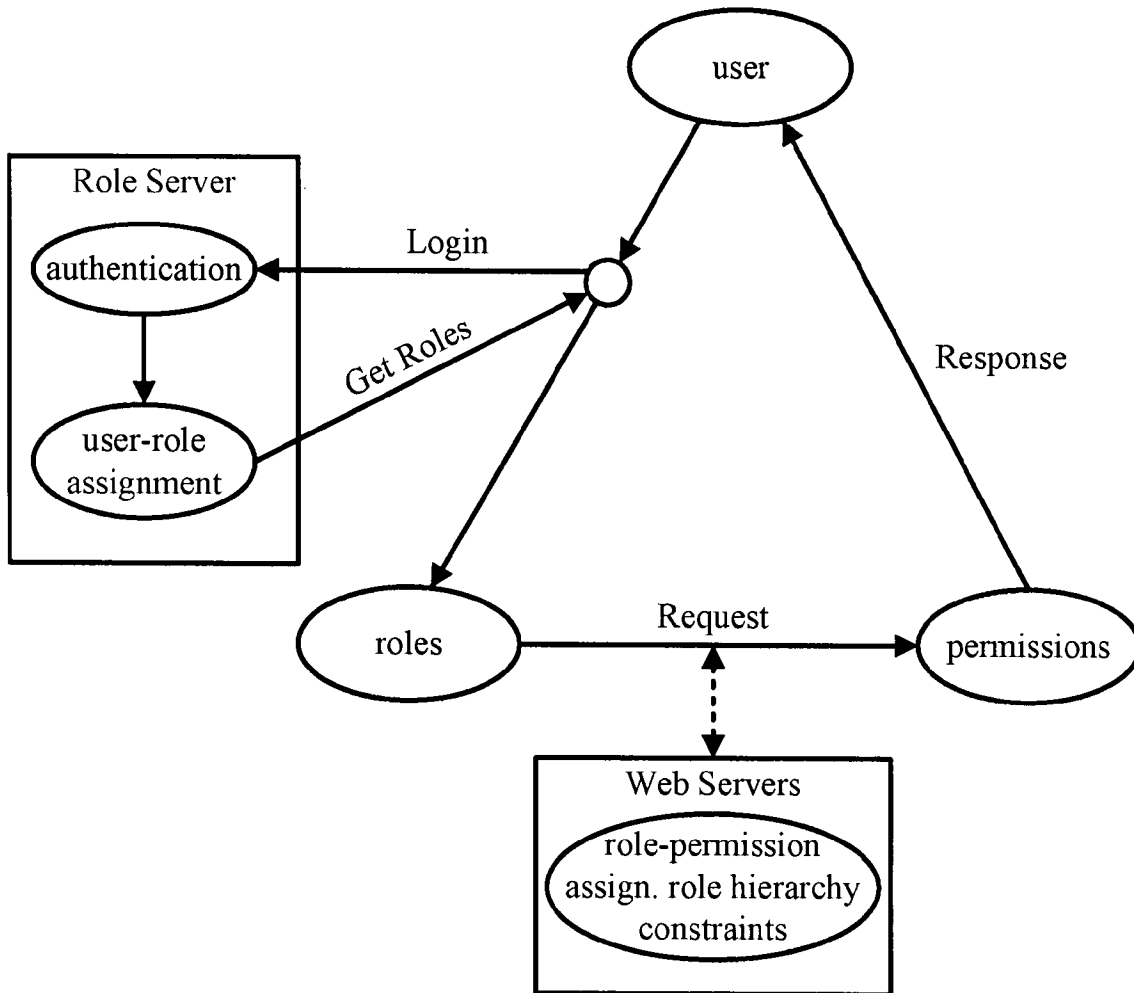 user
Role Server
authentication
Login
Get Roles
user-role
assignment
Response
roles
Request
permissions
Web Servers
role-permission
assign. role hierarchy
constraints